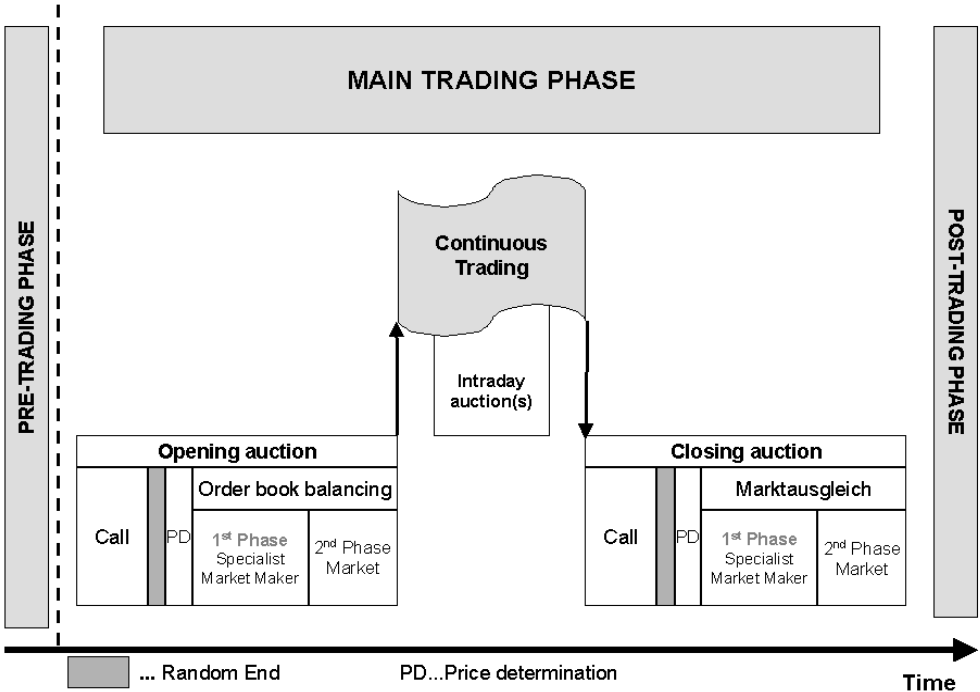 MAIN TRADING PHASE
PRE-TRADING PHASE
POST-TRADING PHASE
Continuous
Trading
Intraday
auction(s)
Opening auction
Call
PD
Order book balancing
1st Phase
Specialist
Market Maker
2nd Phase
Market
Closing auction
Call
PD
Marktausgleich
1st Phase
Specialist
Market Maker
2nd Phase
Market
... Random End
PD...Price determination
Time